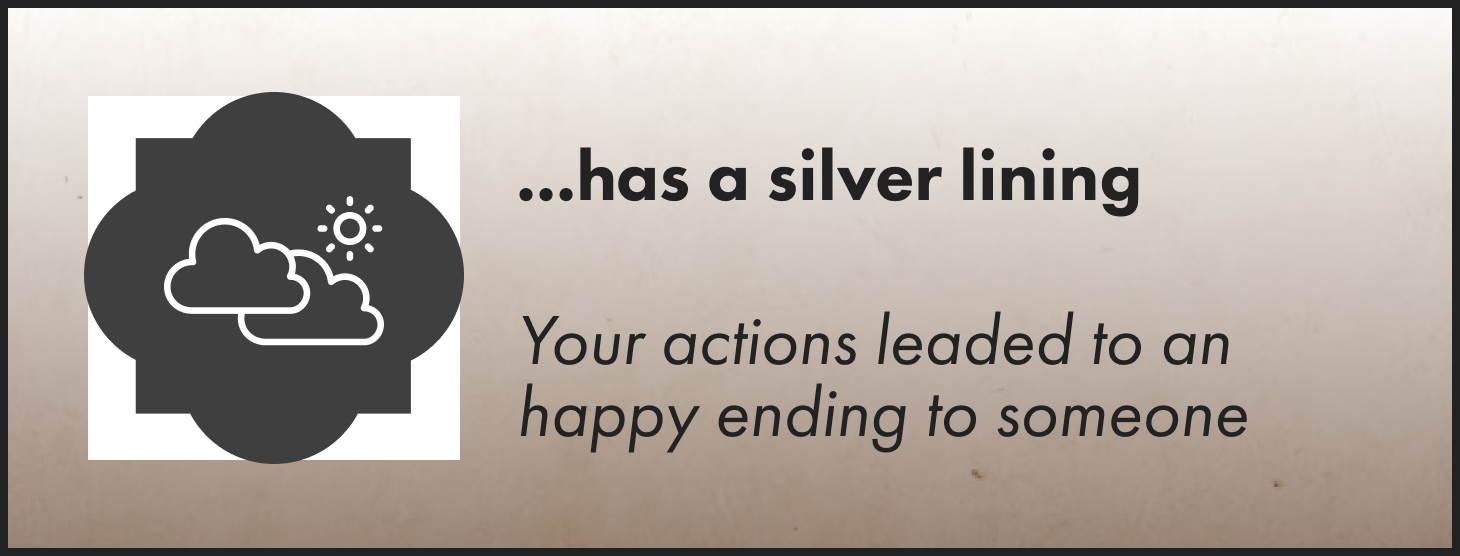 ...has a silver lining
Your actions leaded to an
happy ending to someone